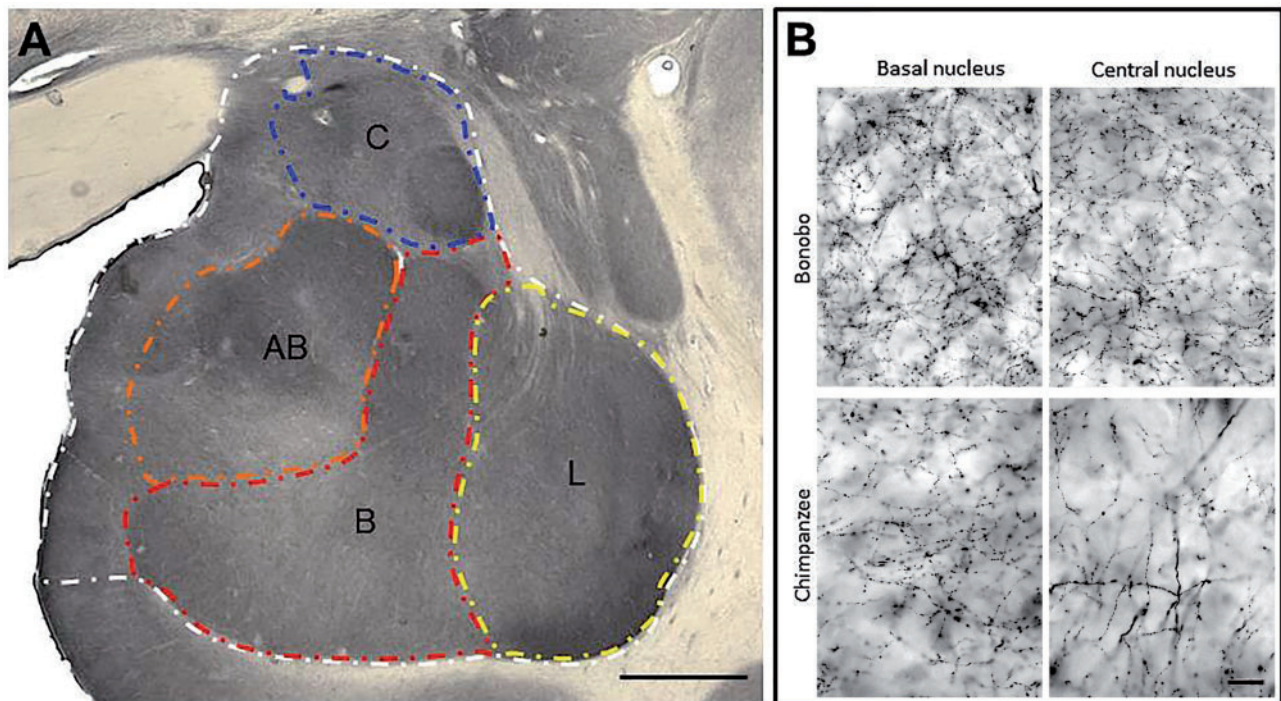 A
C
AB
B
L
B
Basal nucleus
Central nucleus
Bonobo
Chimpanzee